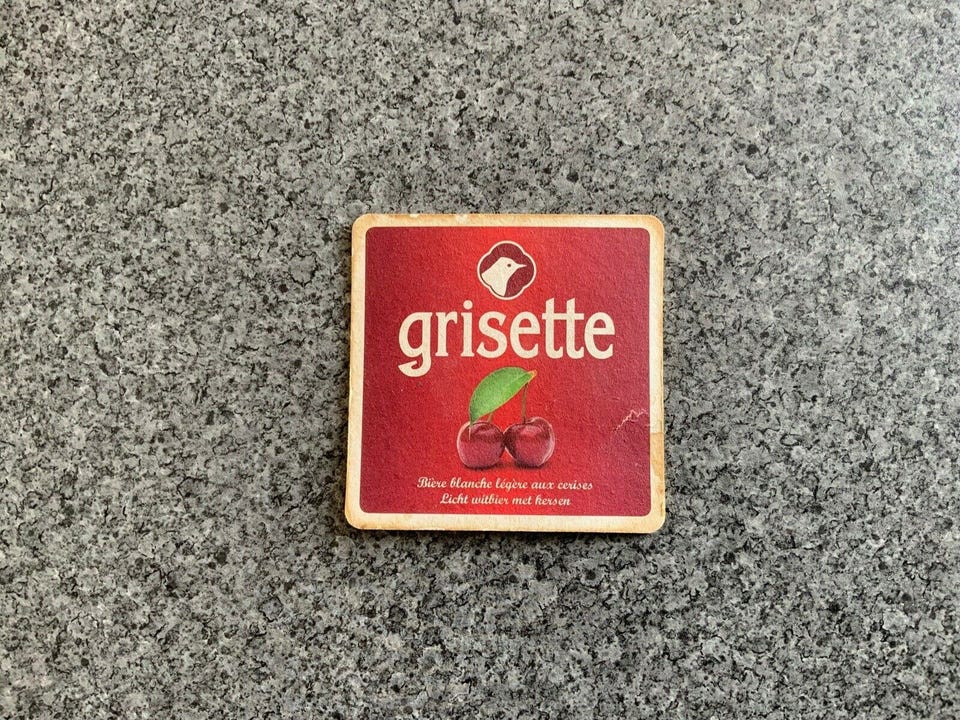 grisette
Bière blanche légère aux cerises
Licht witbier met kersen